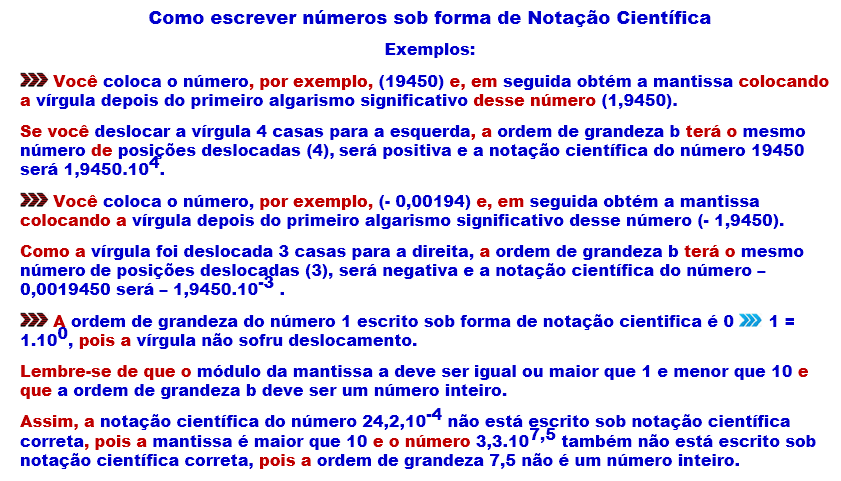 Como escrever números sob forma de Notação Científica
Exemplos:
Você coloca o número, por exemplo, (19450) e, em seguida obtém a mantissa colocando
a vírgula depois do primeiro algarismo significativo desse número (1,9450).
Se você deslocar a vírgula 4 casas para a esquerda, a ordem de grandeza b terá o mesmo
número de posições deslocadas (4), será positiva e a notação científica do número 19450
será 1,9450.10⁴.
Você coloca o número, por exemplo, (- 0,00194) e, em seguida obtém a mantissa
colocando a vírgula depois do primeiro algarismo significativo desse número (- 1,9450).
Como a vírgula foi deslocada 3 casas para a direita, a ordem de grandeza b terá o mesmo
número de posições deslocadas (3), será negativa e a notação científica do número –
0,0019450 será – 1,9450.10⁻³ .
A ordem de grandeza do número 1 escrito sob forma de notação cientifica é 0 1 =
1.10⁰, pois a vírgula não sofru deslocamento.
Lembre-se de que o módulo da mantissa a deve ser igual ou maior que 1 e menor que 10 e
que a ordem de grandeza b deve ser um número inteiro.
Assim, a notação científica do número 24,2,10⁻⁴ não está escrito sob notação científica
correta, pois a mantissa é maior que 10 e o número 3,3.10^7,5 também não está escrito sob
notação científica correta, pois a ordem de grandeza 7,5 não é um número inteiro.